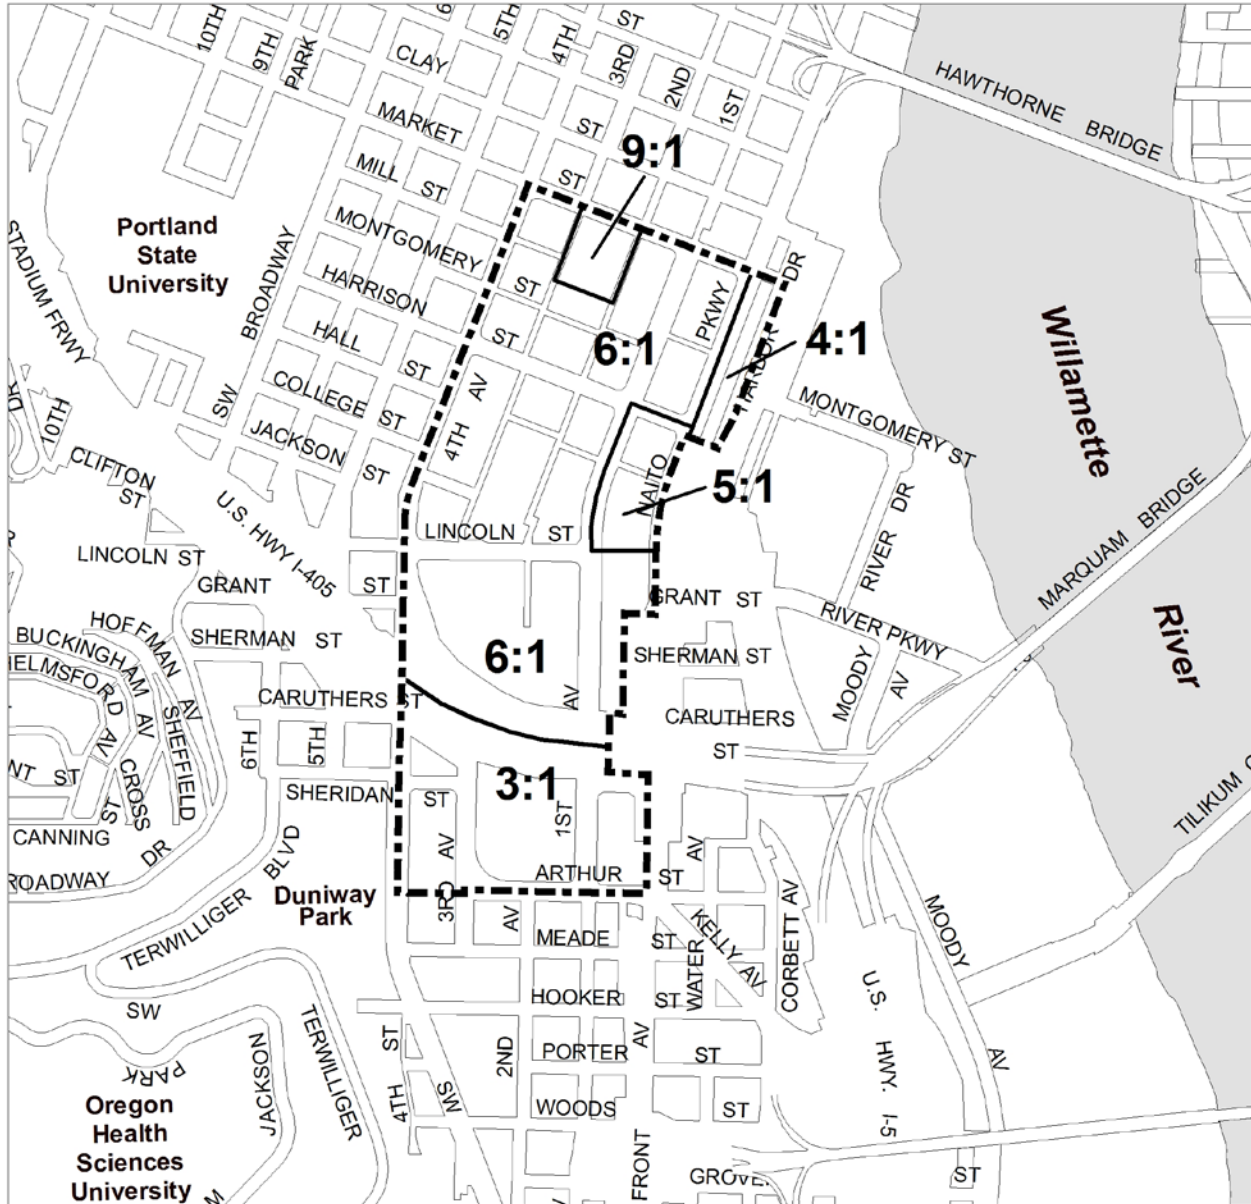 ST
10TH
9TH
PARK
5TH
4TH
3RD
2ND
1ST
CLAY
ST
MARKET
ST
MILL
ST
9:1
HAWTHORNE BRIDGE
Portland
State
University
STADIUM FRWY
BROADWAY
SW
MONTGOMERY
ST
HARRISON
ST
HALL
ST
COLLEGE
ST
JACKSON
ST
4TH
AV
6:1
PKWY
DR
4:1
HARBOR
MONTGOMERY ST
Willamette
River
10TH
DR
CLIFTON
ST
U.S. HWY I-405
NAITO
5:1
LINCOLN
ST
LINCOLN ST
GRANT
ST
SHERMAN ST
GRANT ST
SHERMAN ST
RIVER DR
RIVER PKWY
MARQUAM BRIDGE
HOFFMAN
AV
BUCKINGHAM
AV
HELMSFORD
AV
SHEFFIELD
CROSS
ST
ST
CANNING
DR
6:1
AV
CARUTHERS ST
CARUTHERS
ST
MOODY
AV
6TH
5TH
SHERIDAN
ST
3:1
1ST
AV
ARTHUR
ST
AV
BLVD
TERWILLIGER
Duniway
Park
3RD
AV
MEADE
ST
KELLY AV
WATER
CORBETT AV
HOOKER
ST
AV
PORTER
ST
WOODS
ST
2ND
ST
4TH
SW
FRONT
ST
MOODY
AV
U.S. HWY. I-5
SW
PARK
JACKSON
TERWILLIGER
Oregon
Health
Sciences
University